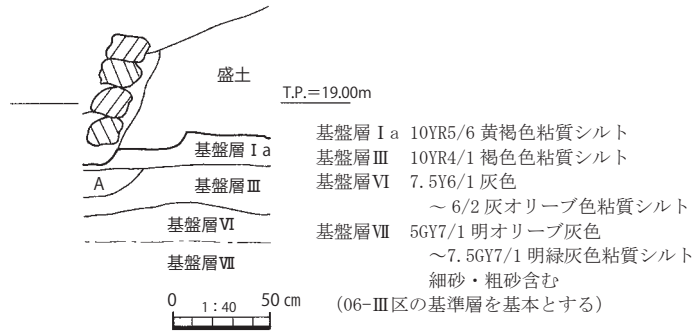 盛土
T.P.=19.00m
基盤層Ⅰa
基盤層Ⅲ
A
基盤層Ⅵ
基盤層Ⅶ
基盤層Ⅰa 10YR5/6 黄褐色粘質シルト
基盤層Ⅲ 10YR4/1 褐色色粘質シルト
基盤層Ⅵ 7.5Y6/1 灰色
～ 6/2 灰オリーブ色粘質シルト
基盤層Ⅶ 5GY7/1 明オリーブ灰色
～7.5GY7/1 明緑灰色粘質シルト
細砂・粗砂含む
(06-Ⅲ区の基準層を基本とする)
0 1:40 50 cm